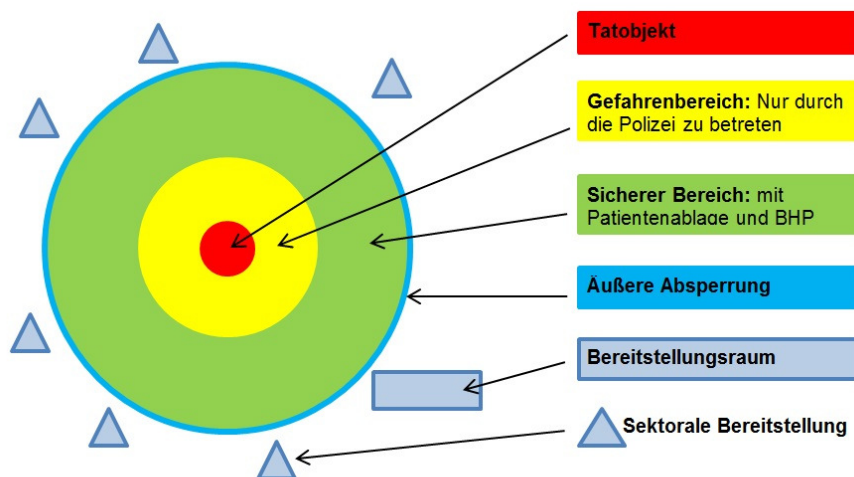 Tatobjekt
Gefahrenbereich: Nur durch
die Polizei zu betreten
Sicherer Bereich: mit
Patientenablage und BHP
Äußere Absperrung
Bereitstellungsraum
Sektorale Bereitstellung